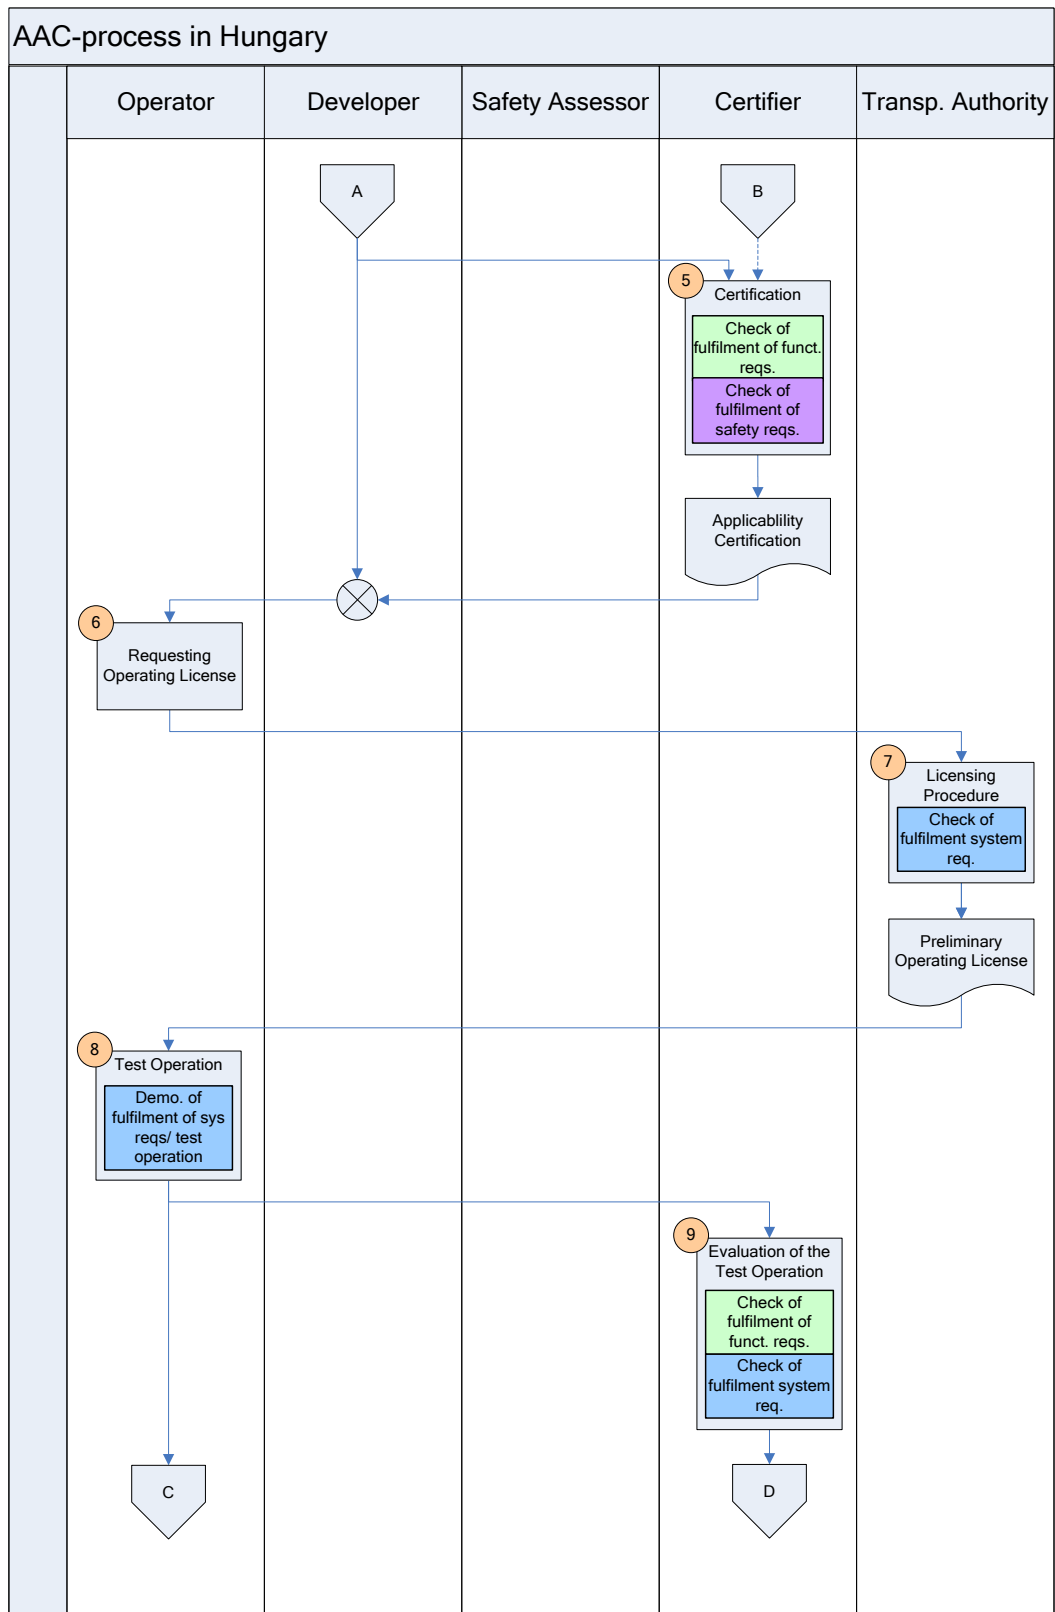 AAC-process in Hungary
Operator
Developer
Safety Assessor
Certifier
Transp. Authority
A
B
5
Certification
Check of
fulfilment of funct.
reqs.
Check of
fulfilment of
safety reqs.
Applicablility
Certification
6
Requesting
Operating License
7
Licensing
Procedure
Check of
fulfilment system
req.
Preliminary
Operating License
8
Test Operation
Demo. of
fulfilment of sys
reqs/ test
operation
9
Evaluation of the
Test Operation
Check of
fulfilment of
funct. reqs.
Check of
fulfilment system
req.
C
D